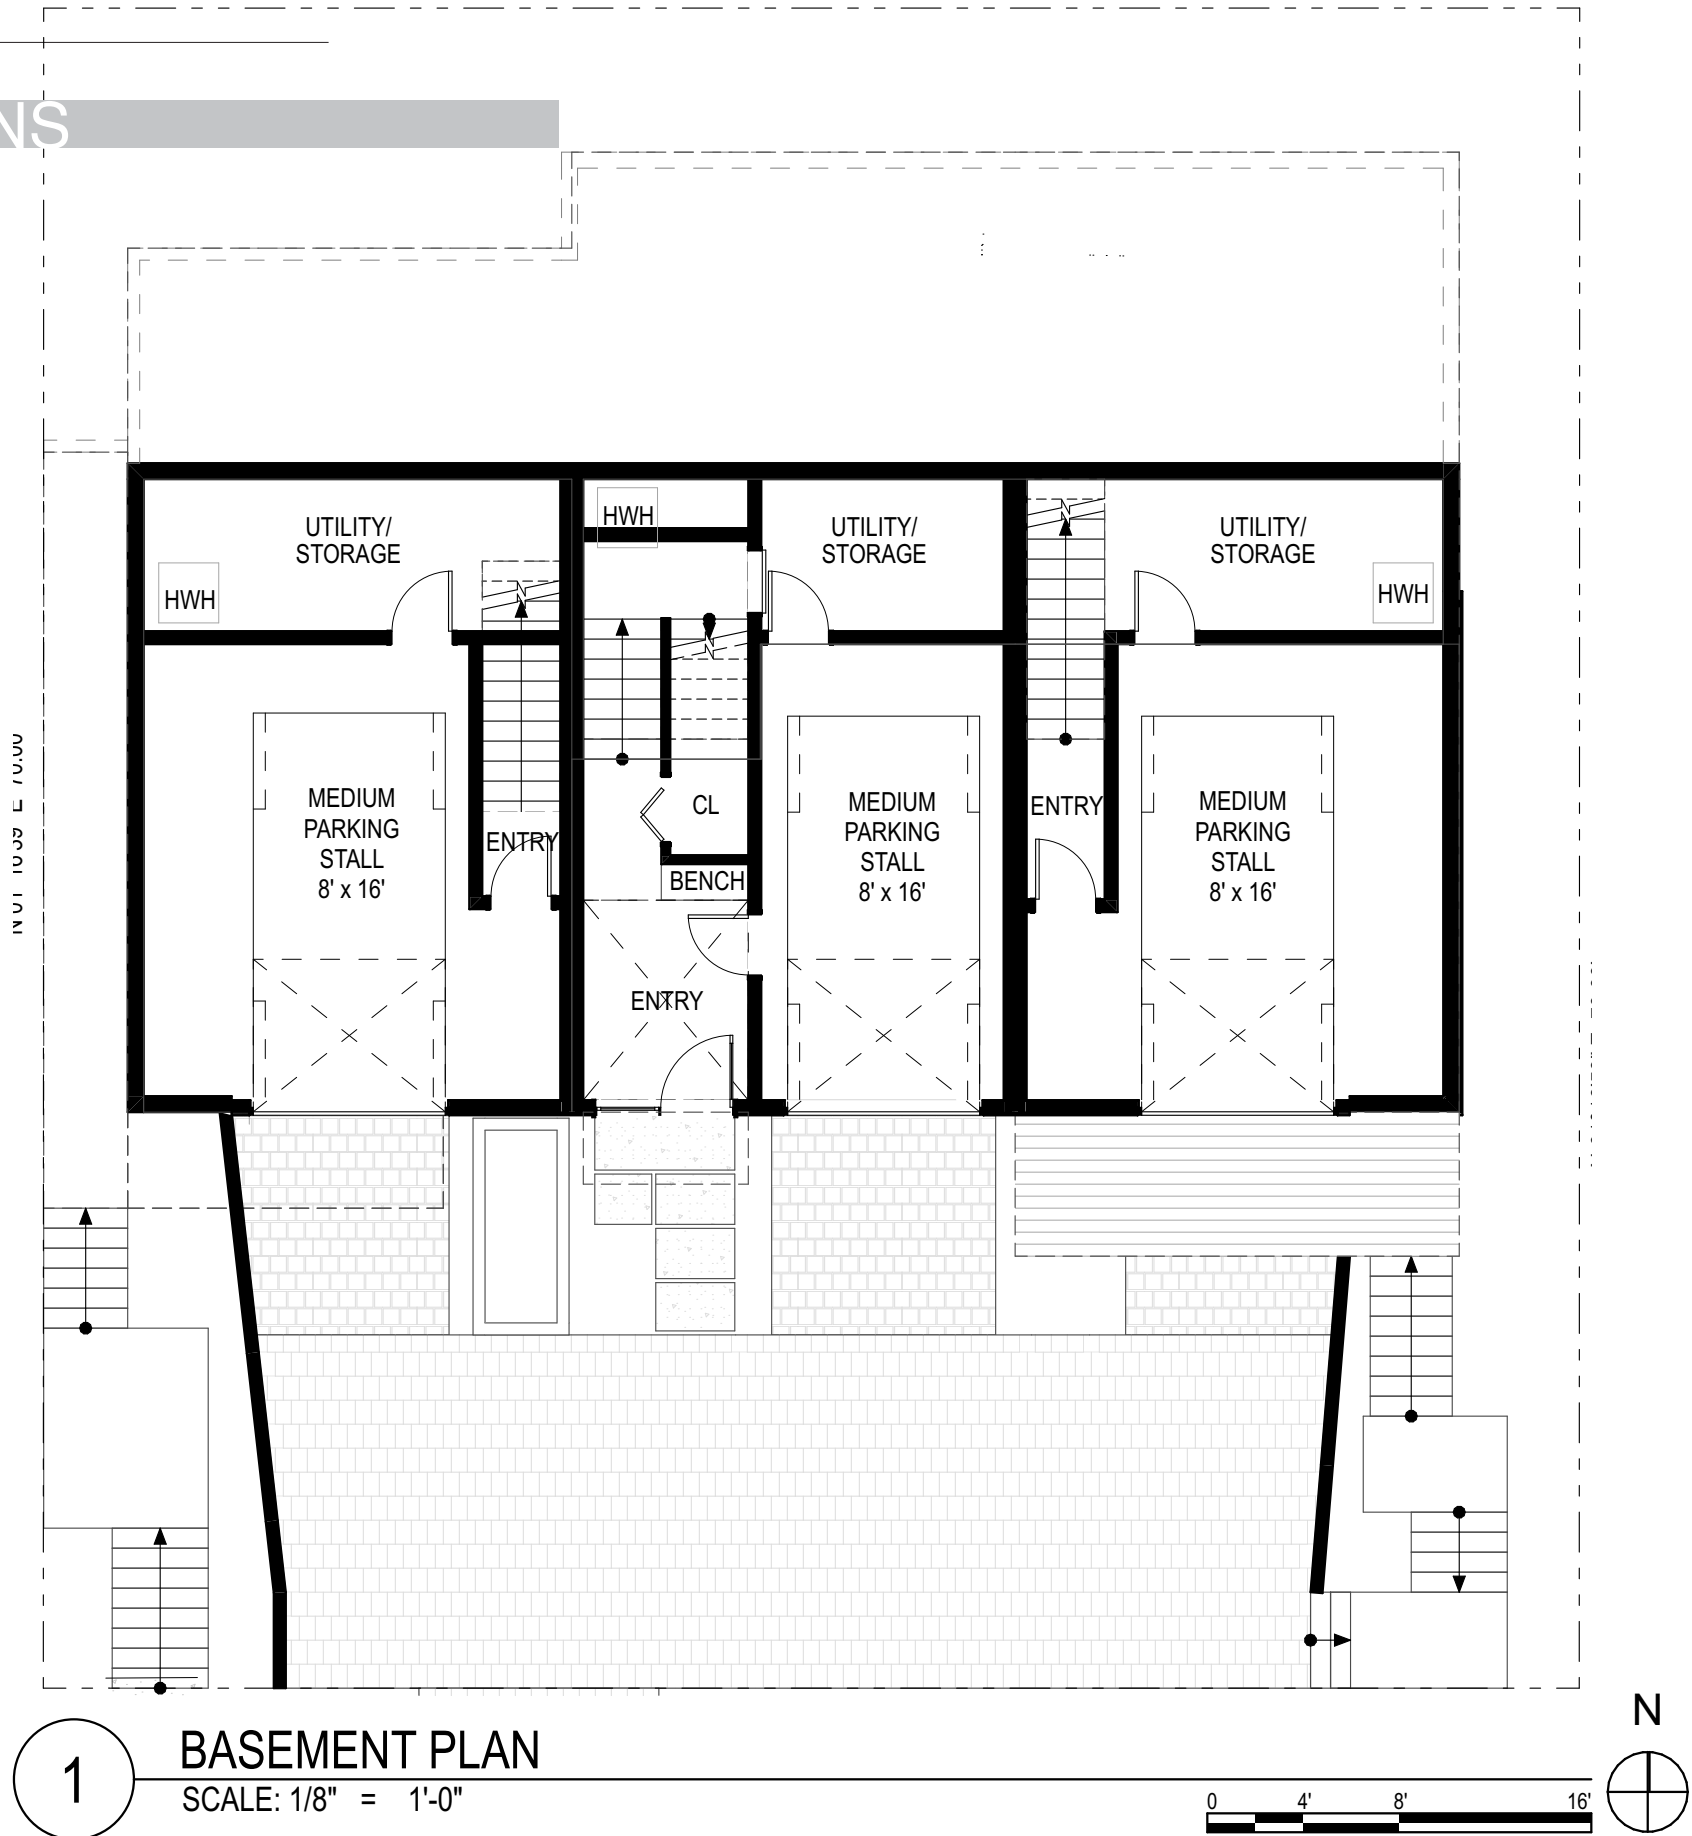 NS
UTILITY/
STORAGE
HWH
HWH
UTILITY/
STORAGE
UTILITY/
STORAGE
HWH
MEDIUM
PARKING
STALL
8' x 16'
ENTRY
CL
BENCH
ENTRY
MEDIUM
PARKING
STALL
8' x 16'
ENTRY
MEDIUM
PARKING
STALL
8' x 16'
N
1
BASEMENT PLAN
SCALE: 1/8" = 1'-0"
0 4' 8' 16'